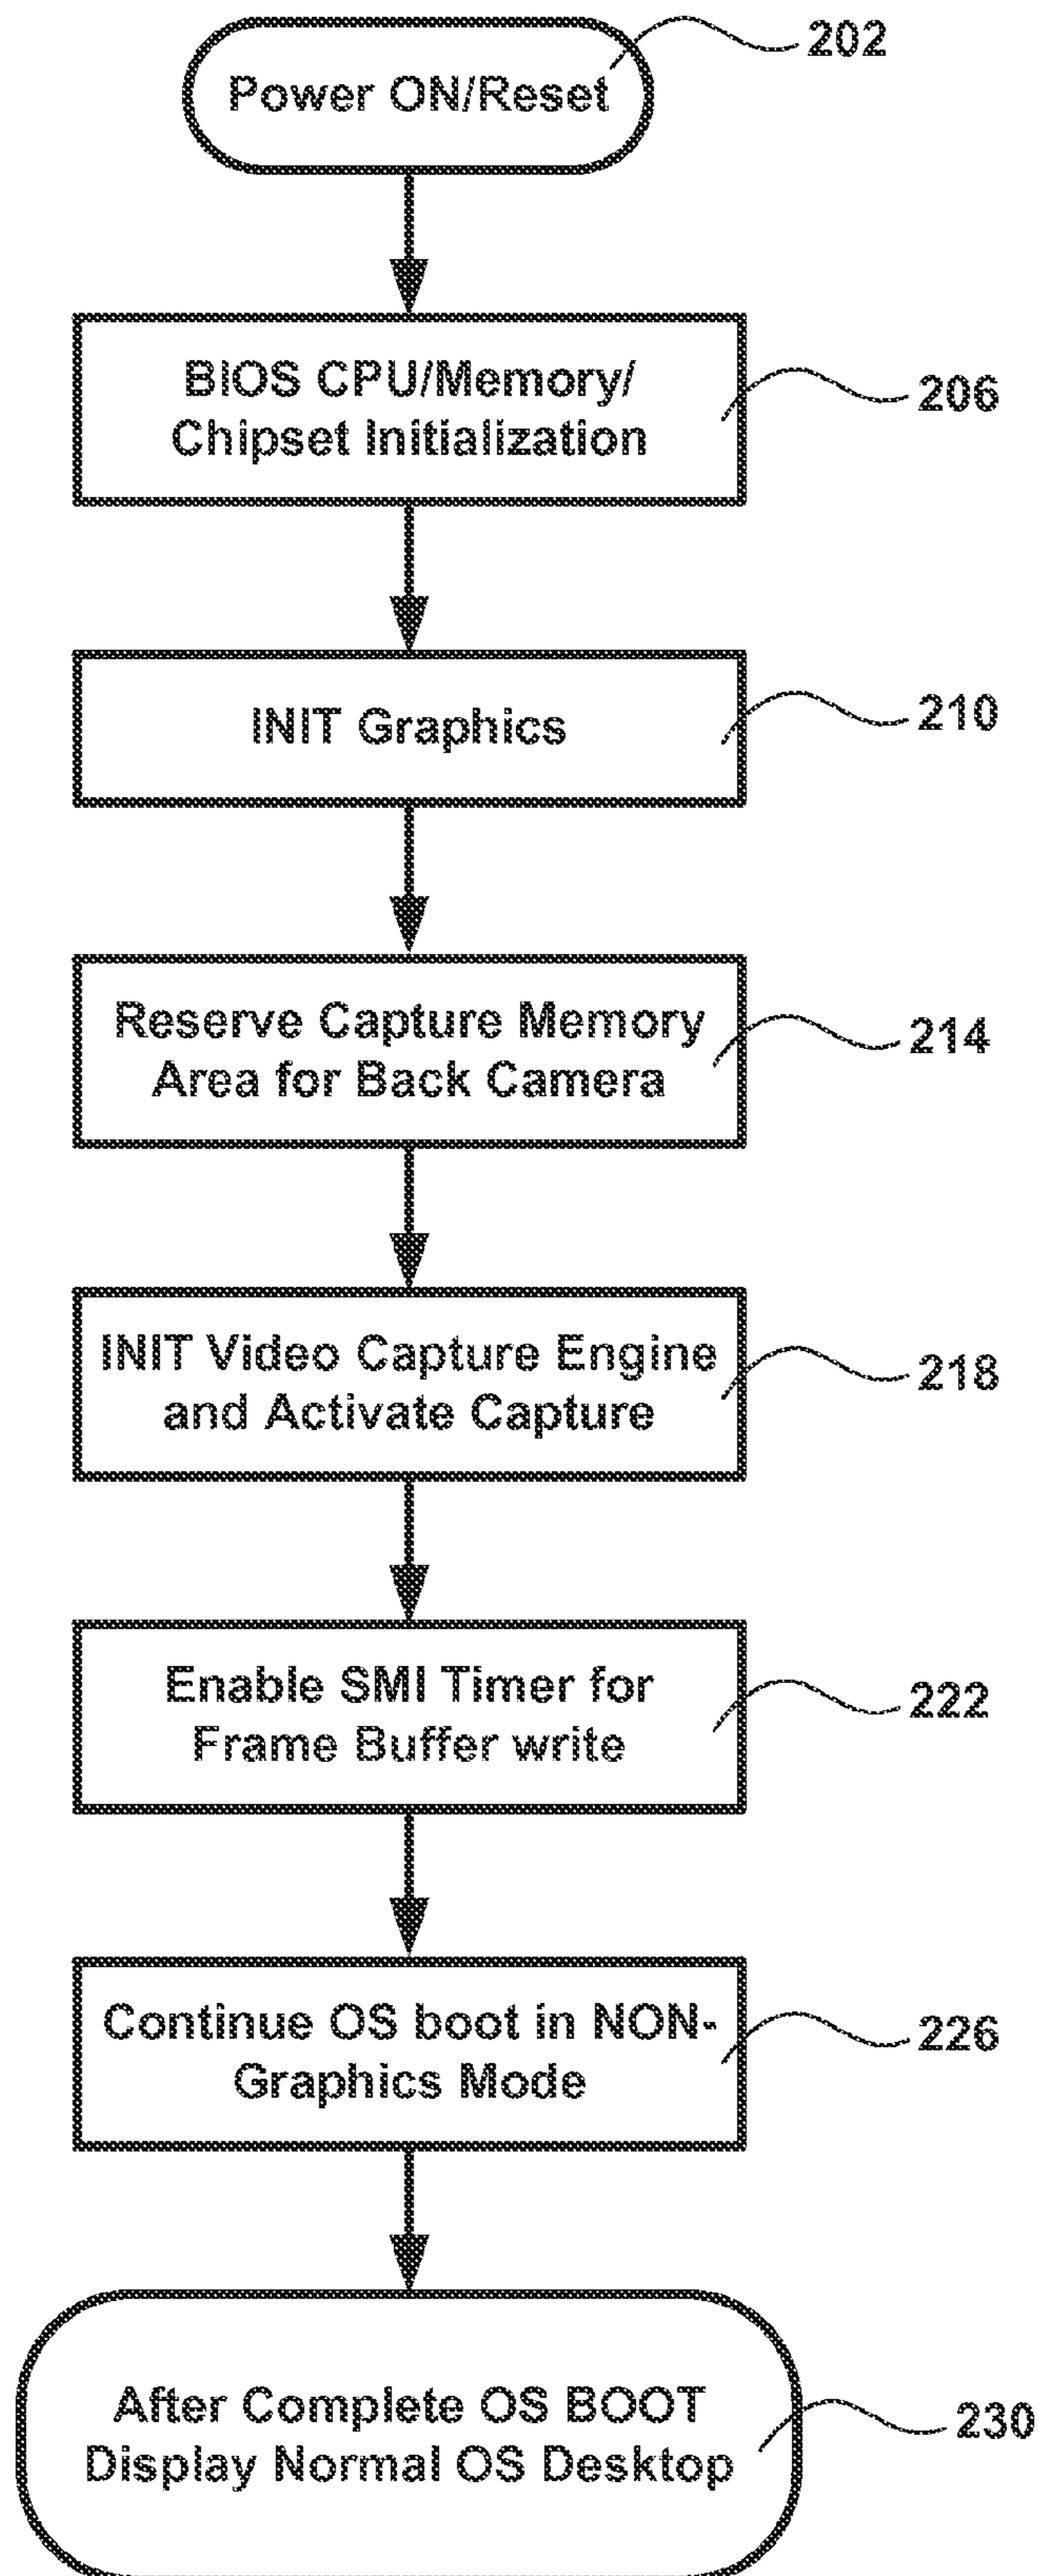 202
Power ON/Reset
BIOS CPU/Memory/
Chipset Initialization
206
INIT Graphics
210
Reserve Capture Memory
Area for Back Camera
214
INIT Video Capture Engine
and Activate Capture
218
Enable SMI Timer for
Frame Buffer write
222
Continue OS boot in NON-
Graphics Mode
226
After Complete OS BOOT
Display Normal OS Desktop
230